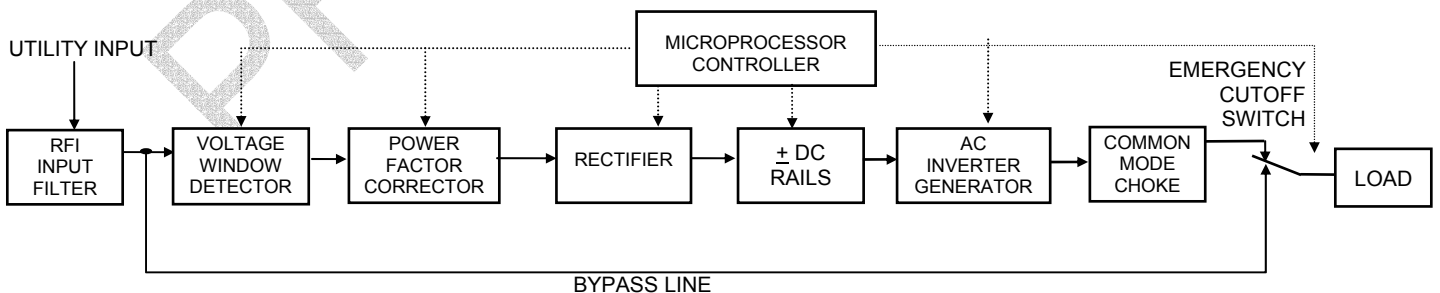 MICROPROCESSOR
CONTROLLER
UTILITY INPUT
EMERGENCY
CUTOFF
SWITCH
RFI
INPUT
FILTER
VOLTAGE
WINDOW
DETECTOR
POWER
FACTOR
CORRECTOR
RECTIFIER
+ DC
RAILS
AC
INVERTER
GENERATOR
COMMON
MODE
CHOKE
LOAD
BYPASS LINE